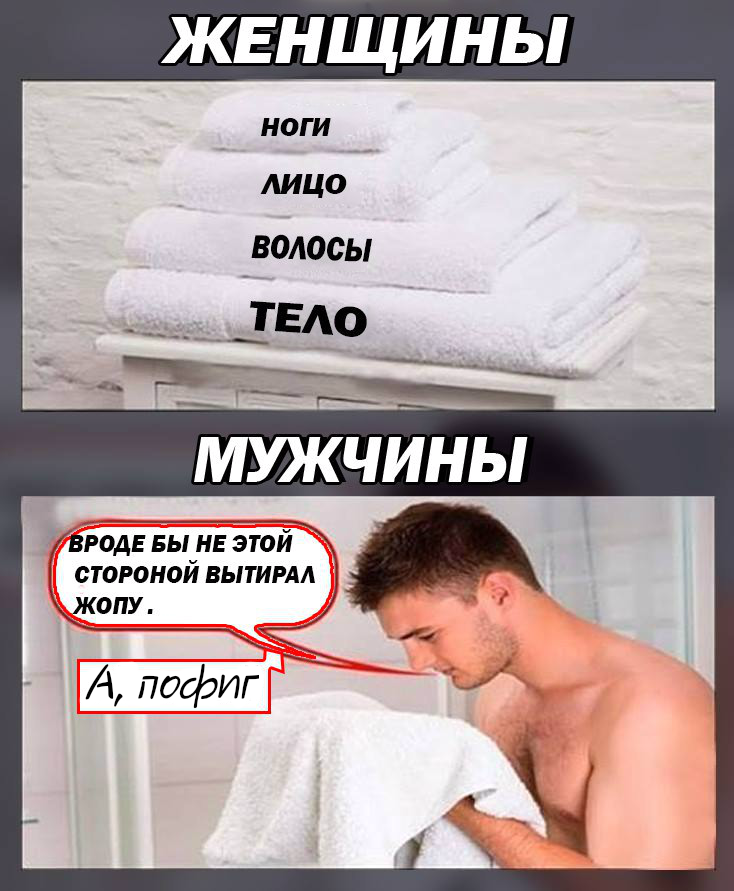 ЖЕНЩИНЫ
НОГИ
ЛИЦО
ВОЛОСЫ
ТЕЛО
МУЖЧИНЫ
ВРОДЕ БЫ НЕ ЭТОЙ
СТОРОНОЙ ВЫТИРАЛ
ЖОПУ .
А, пофиг